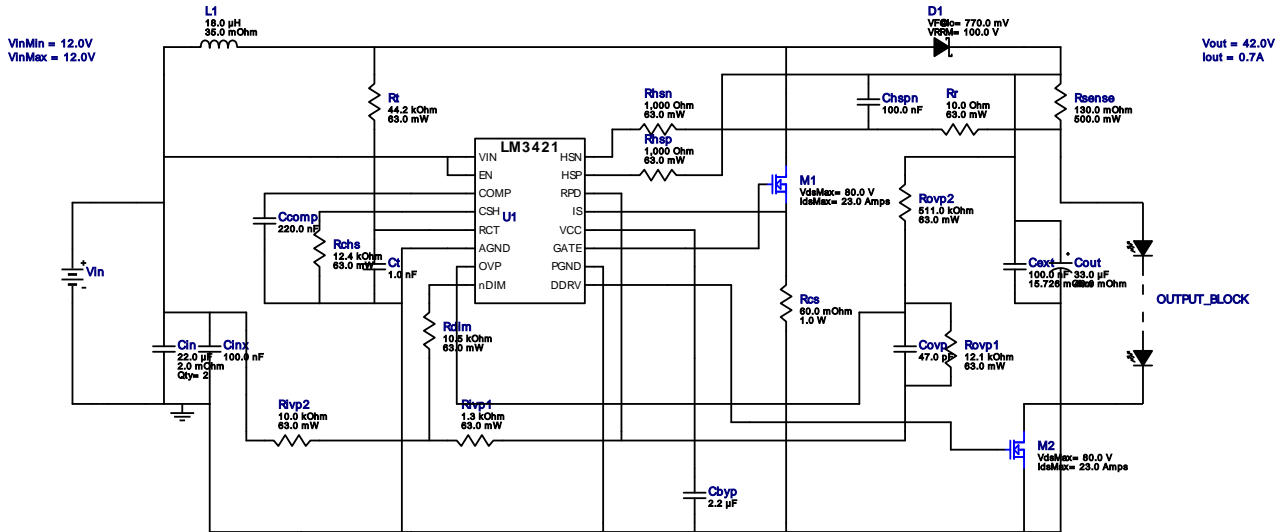 VinMin = 12.0V
VinMax = 12.0V
L1
18.0 µH
35.0 mOhm
D1
VRRM= 100.0 V
Vout = 42.0V
Iout = 0.7A
Rt
44.2 kOhm
63.0 mW
Rhsn
1,000 Ohm
63.0 mW
Rhsp
1,000 Ohm
63.0 mW
Chspn
100.0 nF
Rr
10.0 Ohm
63.0 mW
Rsense
130.0 mOhm
500.0 mW
LM3421
U1
VIN
EN
COMP
CSH
RCT
AGND
OVP
nDIM
HSN
HSP
RPD
IS
VCC
GATE
PGND
DDRV
M1
VdsMax= 80.0 V
IdsMax= 23.0 Amps
Rovp2
511.0 kOhm
63.0 mW
Ccomp
220.0 nF
Rchs
12.4 kOhm
63.0 mW
Ct
1.0 nF
Vin
Rcs
60.0 mOhm
1.0 W
Cext
100.0 nF
Cout
33.0 µF
OUTPUT_BLOCK
Cin
22.0 µF
2.0 mOhm
Qty= 2
Cinx
100.0 nF
Rdim
10.5 kOhm
63.0 mW
Covp
47.0 pF
Rovp1
12.1 kOhm
63.0 mW
Rivp2
10.0 kOhm
63.0 mW
Rivp1
1.3 kOhm
63.0 mW
M2
VdsMax= 80.0 V
IdsMax= 23.0 Amps
Cbyp
2.2 µF